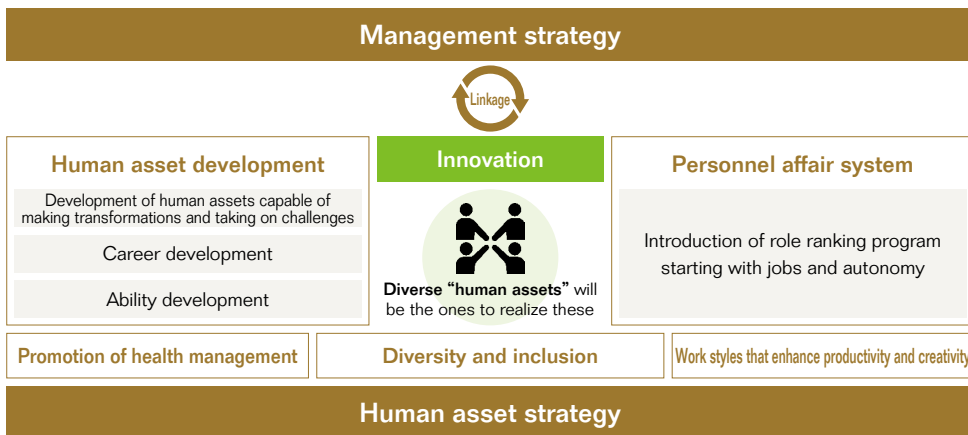 Management strategy
Linkage
Human asset development
Development of human assets capable of
making transformations and taking on challenges
Career development
Ability development
Innovation
Diverse “human assets” will
be the ones to realize these
Personnel affair system
Introduction of role ranking program
starting with jobs and autonomy
Promotion of health management
Diversity and inclusion
Work styles that enhance productivity and creativity
Human asset strategy